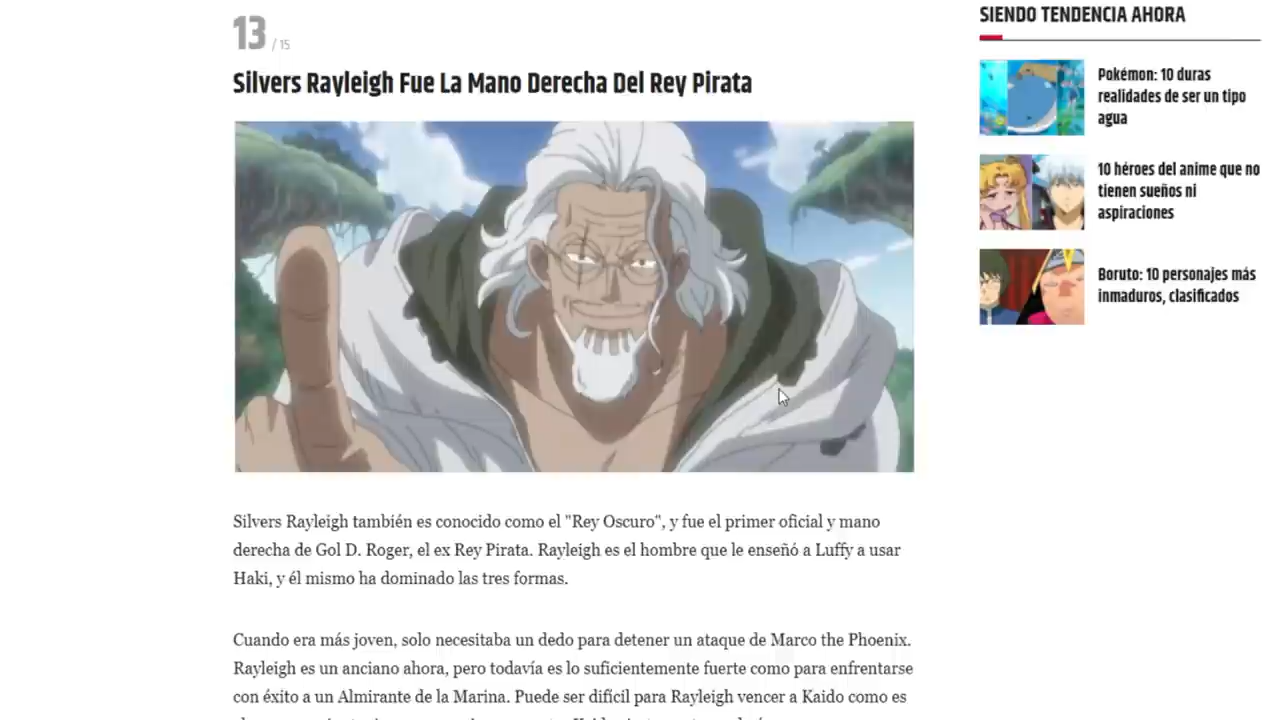 13 / 15
Silvers Rayleigh Fue La Mano Derecha Del Rey Pirata
Silvers Rayleigh también es conocido como el "Rey Oscuro", y fue el primer oficial y mano
derecha de Gol D. Roger, el ex Rey Pirata. Rayleigh es el hombre que le enseñó a Luffy a usar
Haki, y él mismo ha dominado las tres formas.
Cuando era más joven, solo necesitaba un dedo para detener un ataque de Marco the Phoenix.
Rayleigh es un anciano ahora, pero todavía es lo suficientemente fuerte como para enfrentarse
con éxito a un Almirante de la Marina. Puede ser difícil para Rayleigh vencer a Kaido como es
SIENDO TENDENCIA AHORA
Pokémon: 10 duras
realidades de ser un tipo
agua
10 héroes del anime que no
tienen sueños ni
aspiraciones
Boruto: 10 personajes más
inmaduros, clasificados